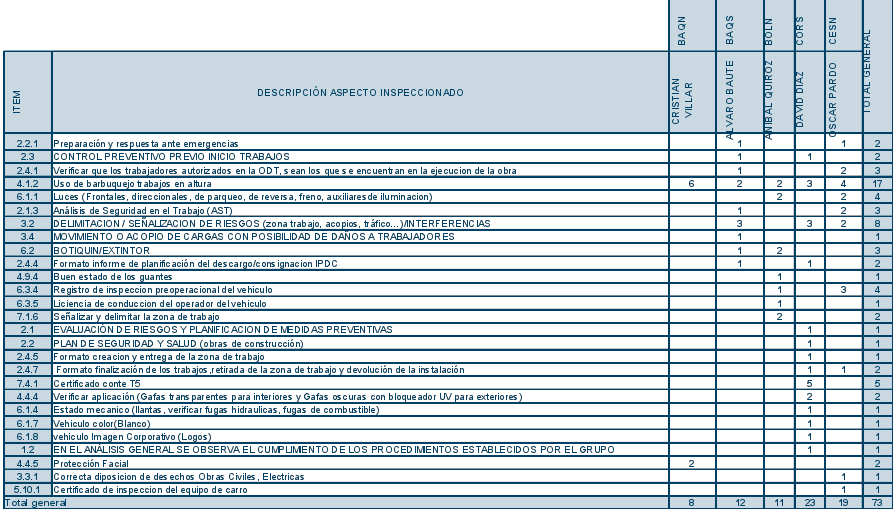 BAQN BAQS BOLN CORS CESN
ITEM DESCRIPCIÓN ASPECTO INSPECCIONADO CRISTIAN VILLAR ALVARO BAUTE ANIBAL QUIROZ DAVID DIAZ OSCAR PARDO TOTAL GENERAL
2.2.1 Preparación y respuesta ante emergencias 1 1 2
2.3 CONTROL PREVENTIVO PREVIO INICIO TRABAJOS 1 1 2
2.4.1 Verificar que los trabajadores autorizados en la ODT, sean los que se encuentran en la ejecucion de la obra 1 2 3
4.1.2 Uso de barbuquejo trabajos en altura 6 2 2 3 4 17
6.1.1 Luces (Frontales, direccionales, de parqueo, de reversa, freno, auxiliares de iluminacion) 2 2 4
2.1.3 Análisis de Seguridad en el Trabajo (AST) 1 2 3
3.2 DELIMITACION / SEÑALIZACION DE RIESGOS (zona trabajo, acopios, tráfico...)/INTERFERENCIAS 3 3 2 8
3.4 MOVIMIENTO O ACOPIO DE CARGAS CON POSIBILIDAD DE DAÑOS A TRABAJADORES 1 1
6.2 BOTIQUIN/EXTINTOR 1 2 3
2.4.4 Formato informe de planificación del descargo/consignacion IPDC 1 1 2
4.9.4 Buen estado de los guantes 1 1
6.3.4 Registro de inspeccion preoperacional del vehiculo 1 3 4
6.3.5 Liciencia de conduccion del operador del vehiculo 1 1
7.1.6 Señalizar y delimitar la zona de trabajo 2 2
2.1 EVALUACIÓN DE RIESGOS Y PLANIFICACION DE MEDIDAS PREVENTIVAS 1 1
2.2 PLAN DE SEGURIDAD Y SALUD (obras de construcción) 1 1
2.4.5 Formato creacion y entrega de la zona de trabajo 1 1
2.4.7 Formato finalización de los trabajos ,retirada de la zona de trabajo y devolución de la instalación 1 1 2
7.4.1 Certificado conte T5 5 5
4.4.4 Verificar aplicación (Gafas transparentes para interiores y Gafas oscuras con bloqueador UV para exteriores) 2 2
6.1.4 Estado mecanico (llantas, verificar fugas hidraulicas, fugas de combustible) 1 1
6.1.7 Vehiculo color(Blanco) 1 1
6.1.8 vehiculo Imagen Corporativo (Logos) 1 1
1.2 EN EL ANÁLISIS GENERAL SE OBSERVA EL CUMPLIMENTO DE LOS PROCEDIMIENTOS ESTABLECIDOS POR EL GRUPO 1 1
4.4.5 Protección Facial 2 2
3.3.1 Correcta diposicion de desechos Obras Civiles, Electricas 1 1
5.10.1 Certificado de inspeccion del equipo de carro 1 1
Total general 8 12 11 23 19 73